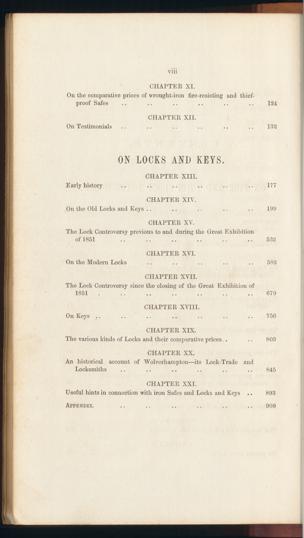 viii
CHAPTER XI.
On the comparative prices of wrought-iron fire-resisting and thief-
proof Safes .. .. .. .. .. .. 124
CHAPTER XII.
On Testimonials .. .. .. .. .. .. 132
ON LOCKS AND KEYS.
CHAPTER XIII.
Early history .. .. .. .. .. .. 177
CHAPTER XIV.
On the Old Locks and Keys .. .. .. .. .. 199
CHAPTER XV.
The Lock Controversy previous to and during the Great Exhibition
of 1851 .. .. .. .. .. ..
CHAPTER XVI.
On the Modern Locks .. .. .. .. ..
CHAPTER XVII.
The Lock Controversy since the closing of the Great Exhibition of
1851 . .. .. .. .. .. .. 670
CHAPTER XVIII.
On Keys .. .. .. .. .. .. .. 750
CHAPTER XIX.
The various kinds of Locks and their comparative prices .. .. 803
CHAPTER XX.
An historical account of Wolverhampton—its Lock-Trade and
Locksmiths .. .. .. .. .. .. 845
CHAPTER XXI.
Useful hints in connection with iron Safes and Locks and Keys .. 893
APPENDIX. .. .. .. .. .. .. 908